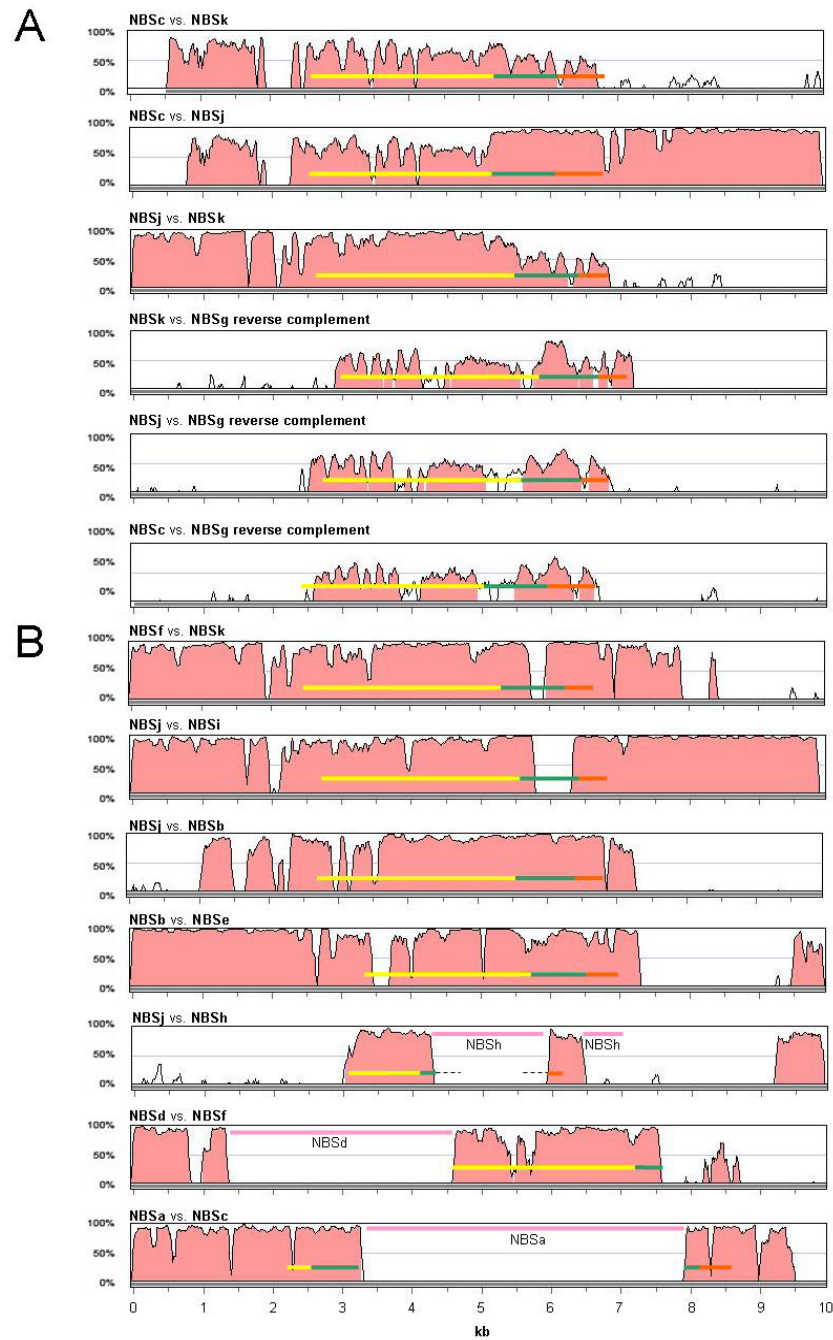 A
NBSc vs. NBSk
100%
50%
0%
NBSc vs. NBSj
100%
50%
0%
NBSj vs. NBSk
100%
50%
0%
NBSk vs. NBSg reverse complement
100%
50%
0%
NBSj vs. NBSg reverse complement
100%
50%
0%
NBSc vs. NBSg reverse complement
100%
50%
0%
B
NBSf vs. NBSk
100%
50%
0%
NBSj vs. NBSi
100%
50%
0%
NBSj vs. NBSb
100%
50%
0%
NBSb vs. NBSe
100%
50%
0%
NBSj vs. NBSh
100%
50%
0%
NBSh NBSh
NBSd vs. NBSf
100%
50%
0%
NBSd
NBSa vs. NBSc
100%
50%
0%
NBSa
0 1 2 3 4 5 6 7 8 9 10
kb